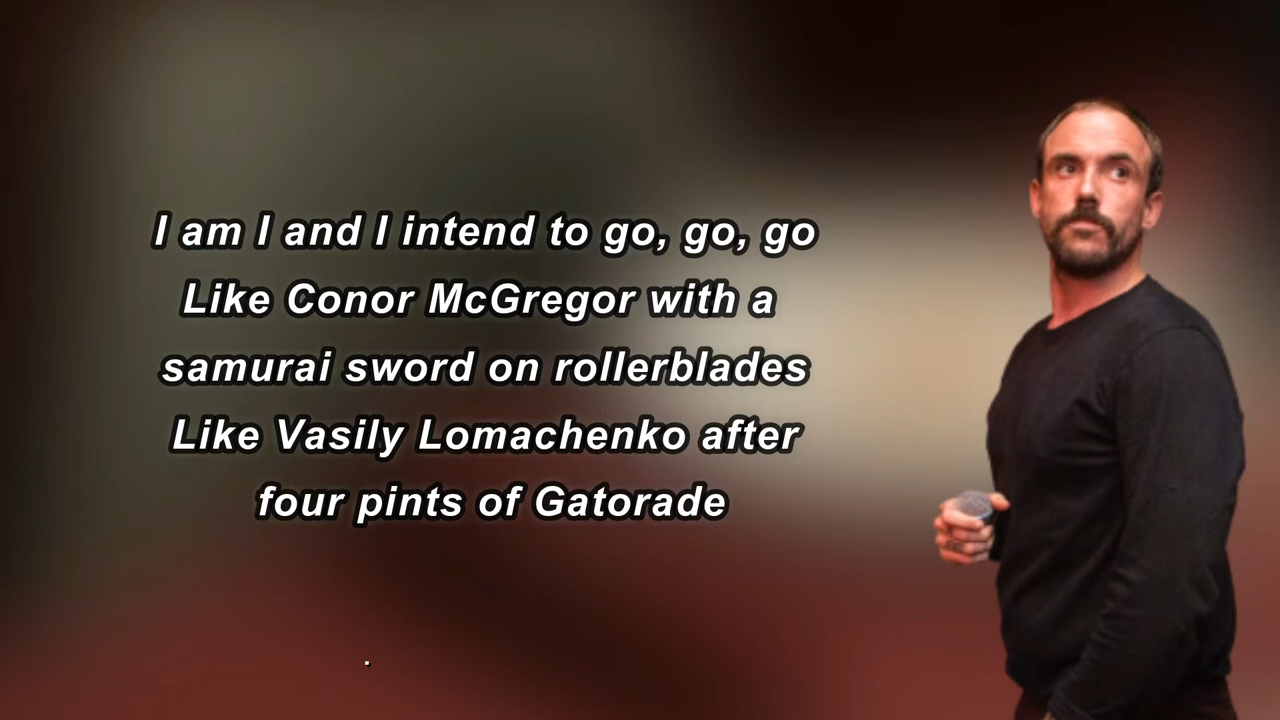 I am I and I intend to go, go, go
Like Conor McGregor with a
samurai sword on rollerblades
Like Vasily Lomachenko after
four pints of Gatorade
.